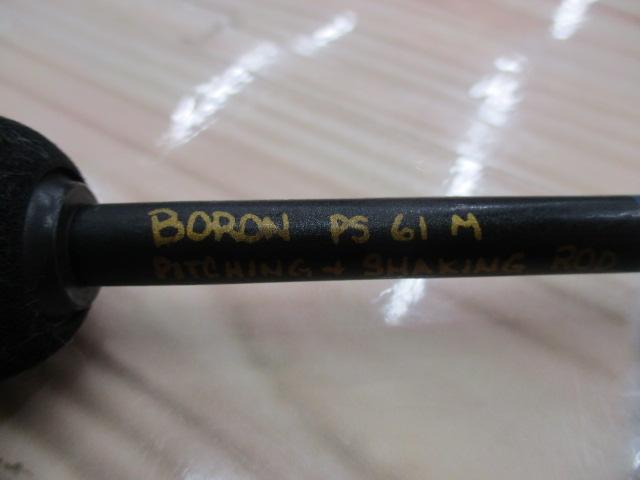 BORON PS 61 M
PITCHING & SHAKING ROD